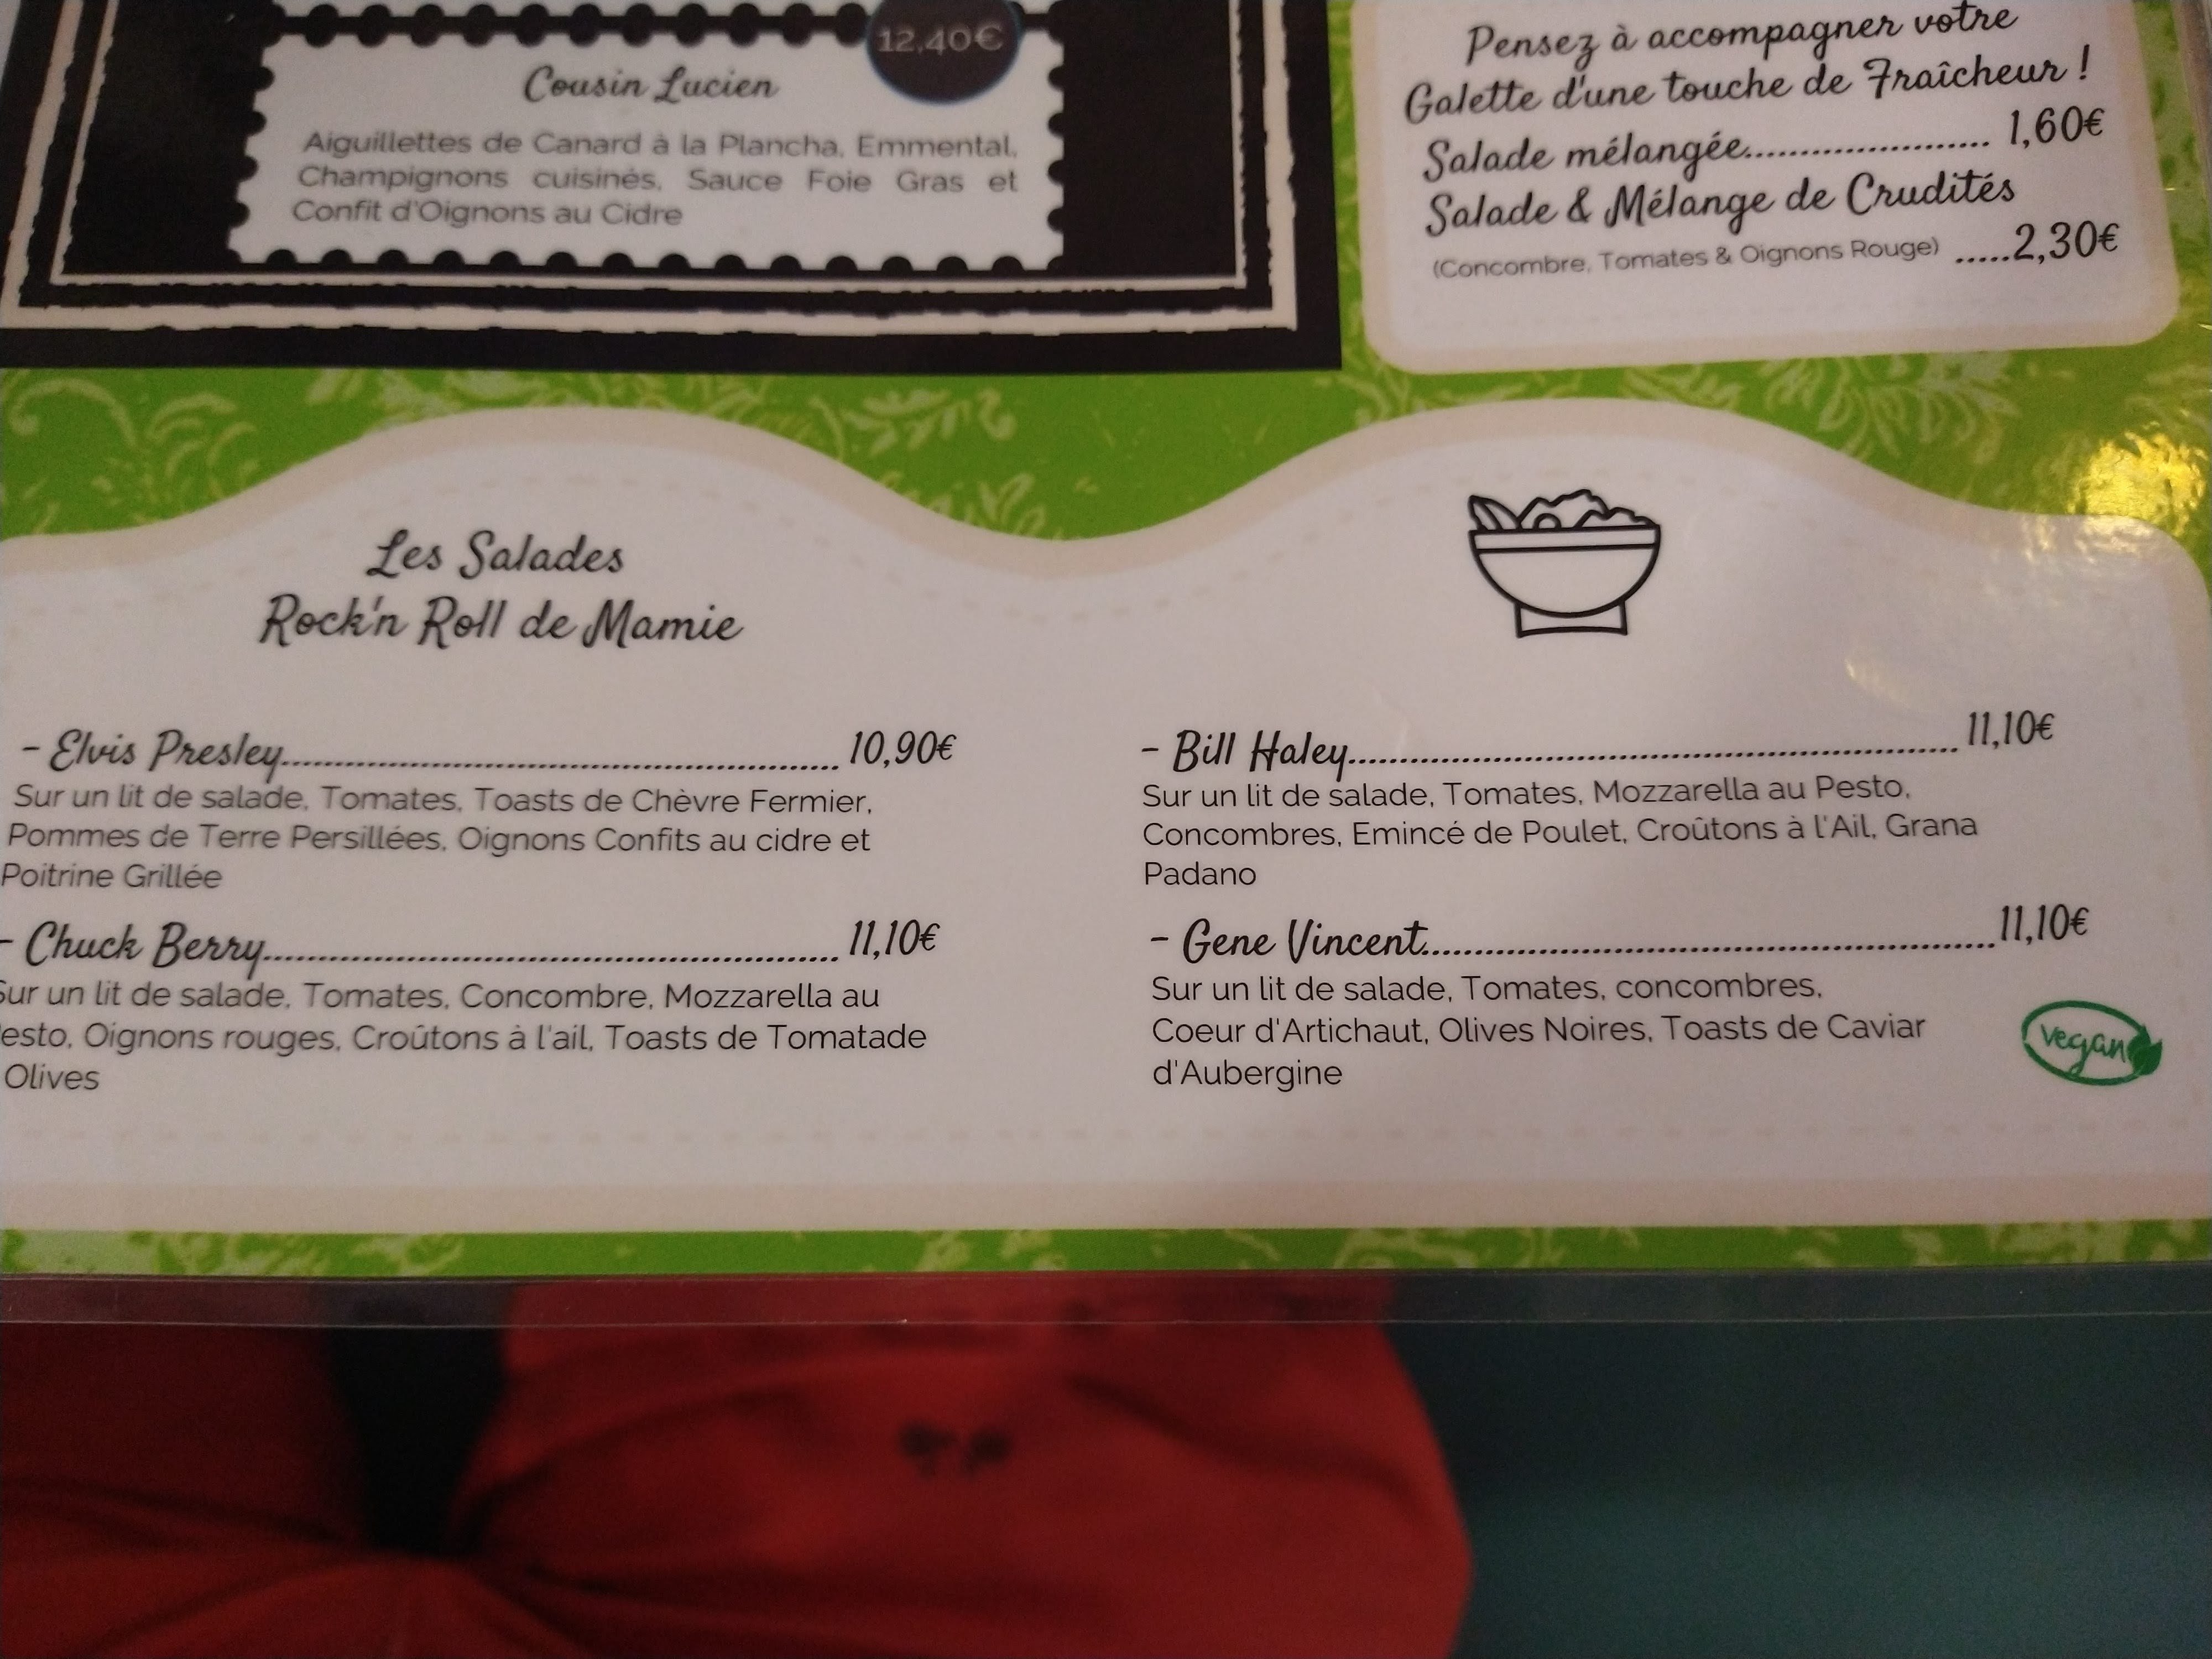 12,40€
Cousin Lucien
Aiguillettes de Canard à la Plancha, Emmental,
Champignons cuisinés, Sauce Foie Gras et
Confit d'Oignons au Cidre
Pensez à accompagner votre
Galette d'une touche de Fraîcheur !
Salade mélangée...................... 1,60€
Salade & Mélange de Crudités
(Concombre, Tomates & Oignons Rouge) .....2,30€
Les Salades
Rock'n Roll de Mamie
- Elvis Presley.......................................................... 10,90€
Sur un lit de salade, Tomates, Toasts de Chèvre Fermier,
Pommes de Terre Persillées, Oignons Confits au cidre et
Poitrine Grillée
- Chuck Berry............................................................ 11,10€
Sur un lit de salade, Tomates, Concombre, Mozzarella au
esto, Oignons rouges, Croûtons à l'ail, Toasts de Tomatade
Olives
- Bill Haley.............................................................. 11,10€
Sur un lit de salade, Tomates, Mozzarella au Pesto,
Concombres, Emincé de Poulet, Croûtons à l'Ail, Grana
Padano
- Gene Vincent............................................................11,10€
Sur un lit de salade, Tomates, concombres,
Coeur d'Artichaut, Olives Noires, Toasts de Caviar
d'Aubergine
vegan